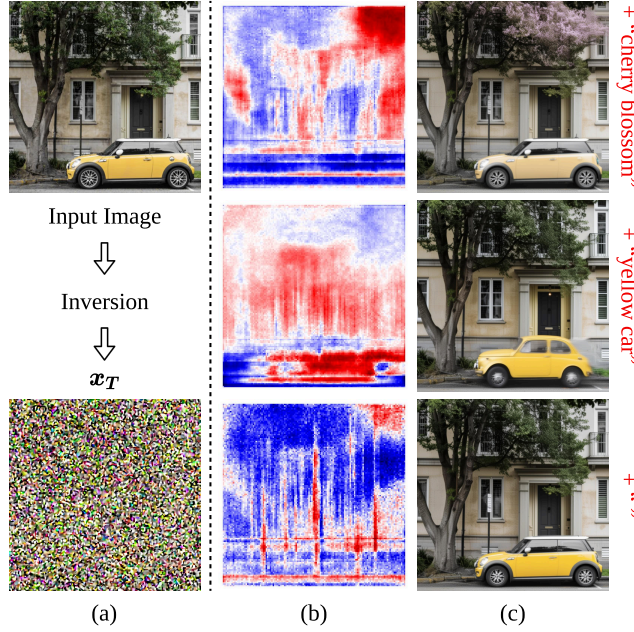 Input Image
Inversion
x_T
(a)
(b)
(c)
+ “cherry blossom”
+ “yellow car”
+ “”